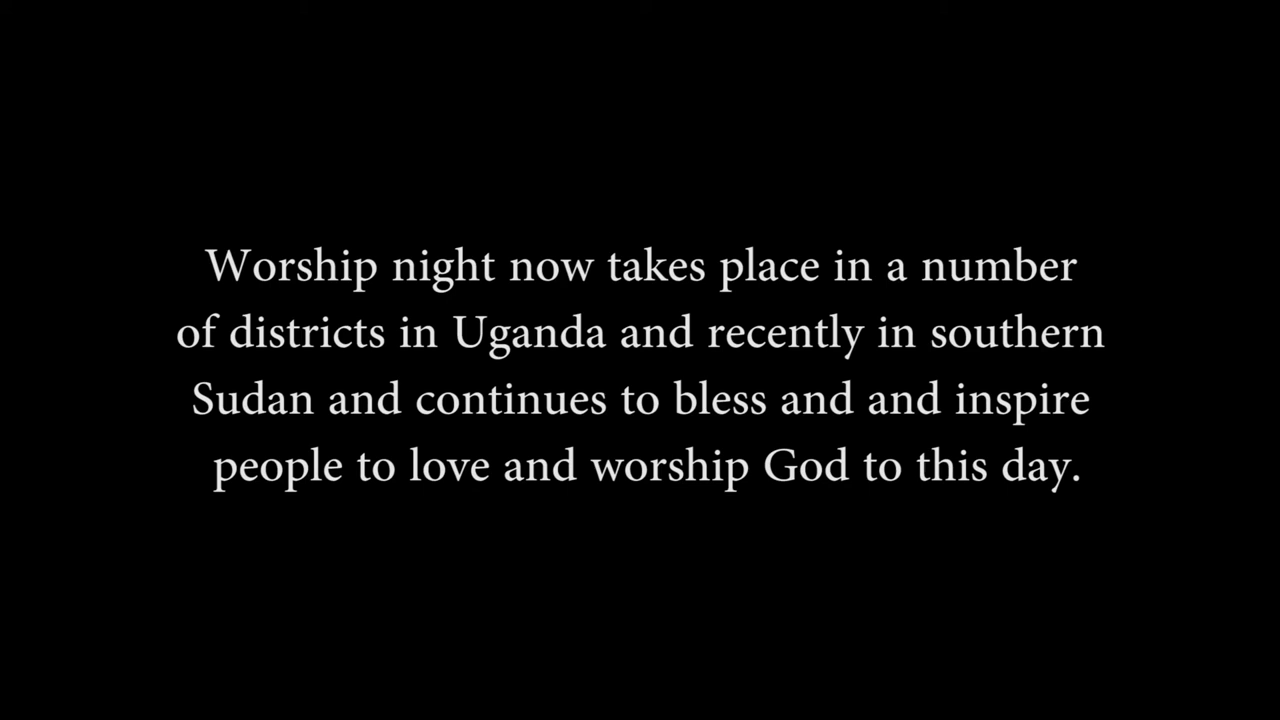 Worship night now takes place in a number
of districts in Uganda and recently in southern
Sudan and continues to bless and and inspire
people to love and worship God to this day.